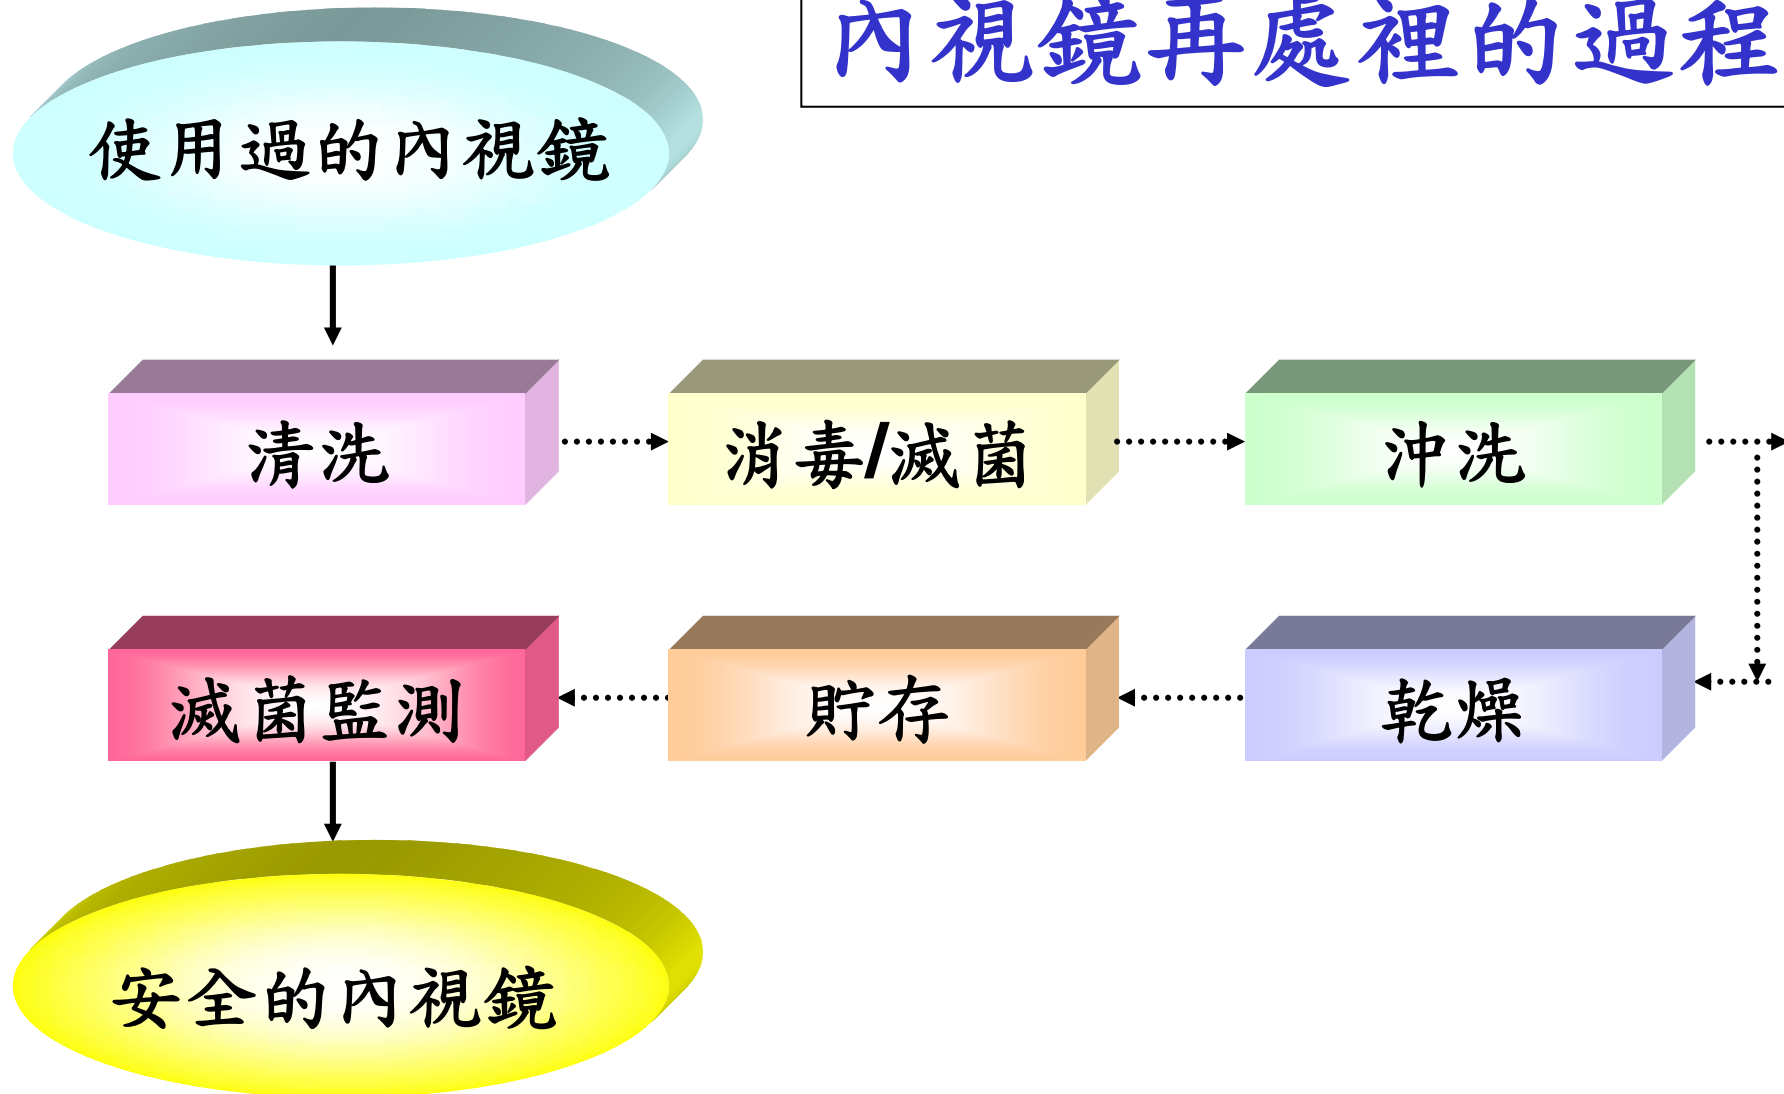 內視鏡再處裡的過程
使用過的內視鏡
清洗
消毒/滅菌
沖洗
乾燥
貯存
滅菌監測
安全的內視鏡